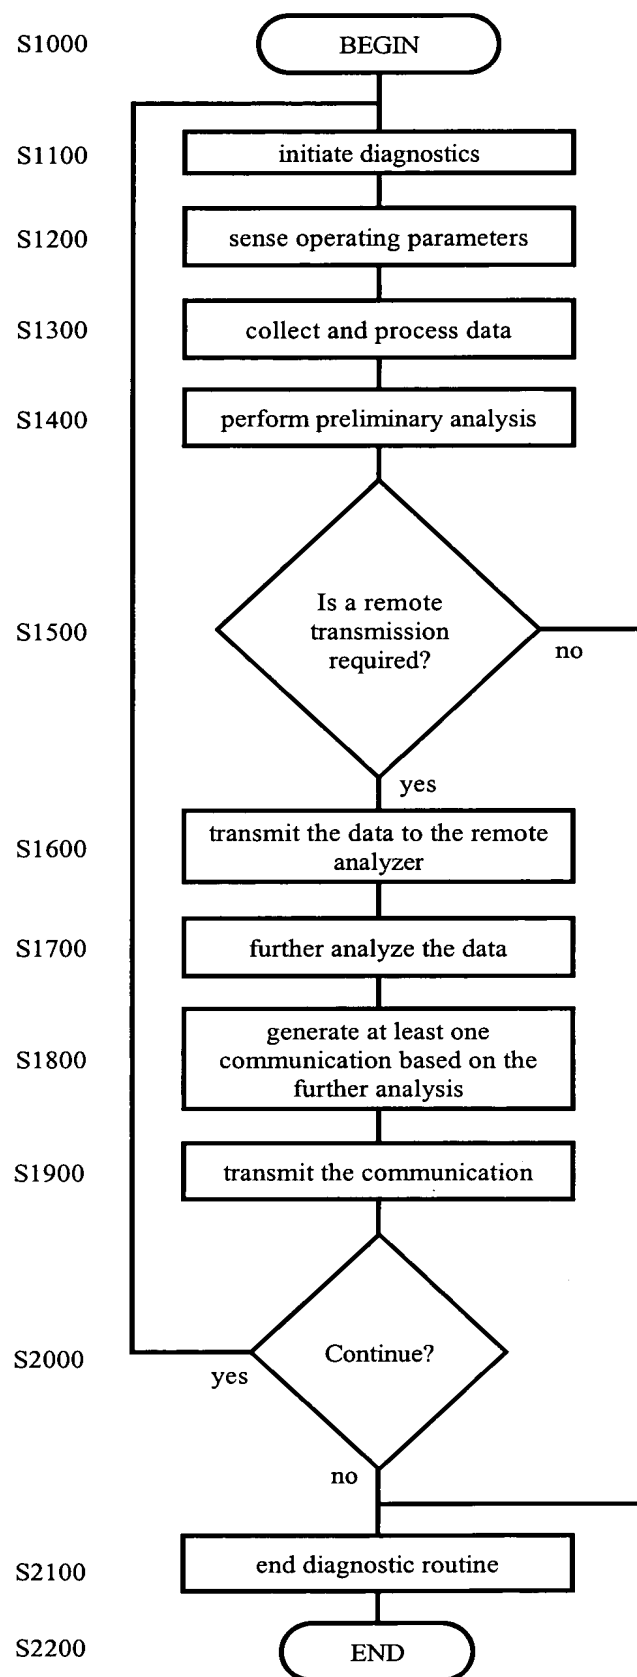 S1000
BEGIN
S1100
initiate diagnostics
S1200
sense operating parameters
S1300
collect and process data
S1400
perform preliminary analysis
S1500
Is a remote
transmission
required?
no
yes
S1600
transmit the data to the remote
analyzer
S1700
further analyze the data
S1800
generate at least one
communication based on the
further analysis
S1900
transmit the communication
S2000
Continue?
yes
no
S2100
end diagnostic routine
S2200
END